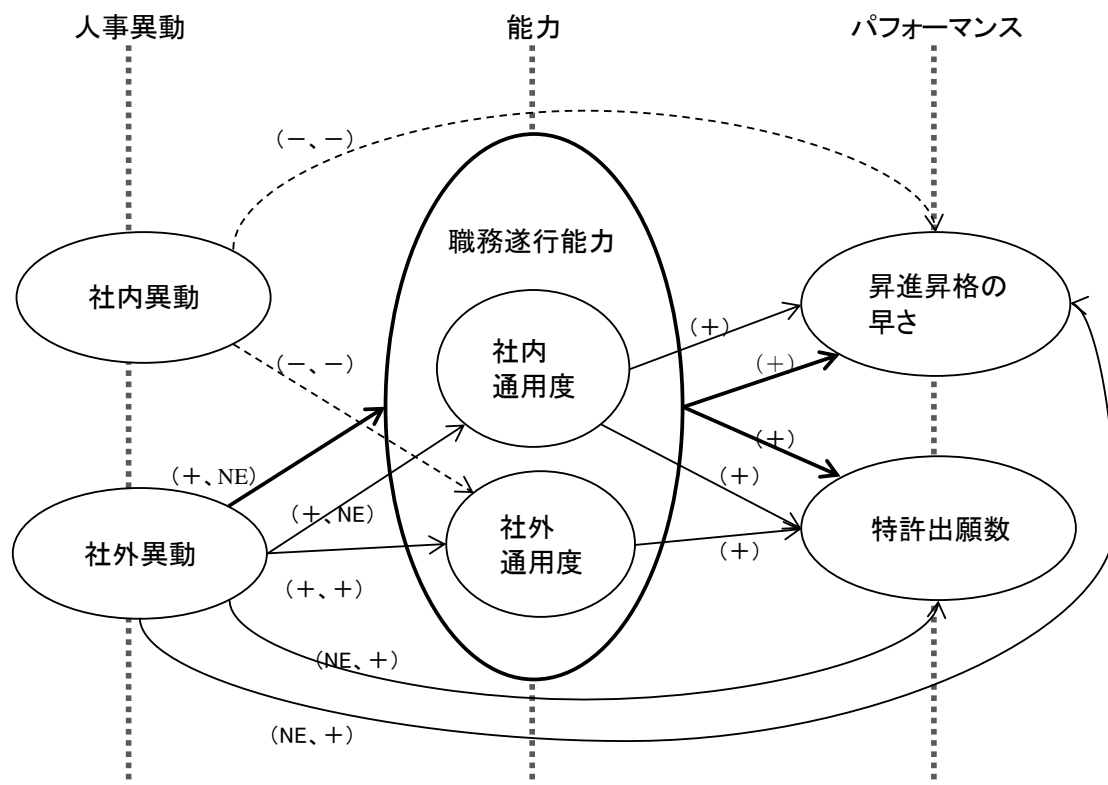 人事異動
能力
パフォーマンス
（－、－）
職務遂行能力
社内異動
昇進昇格の
早さ
（＋）
社内
通用度
（－、－）
（＋）
（＋）
（＋、NE）
（＋）
（＋、NE）
社外
通用度
特許出願数
社外異動
（＋）
（＋、＋）
（NE、＋）
（NE、＋）